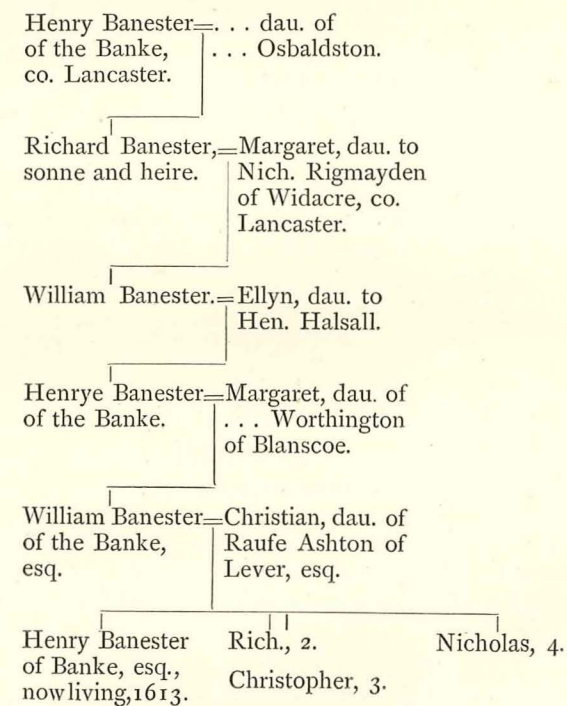 Henry Banester=. . . dau. of
of the Banke, . . . Osbaldston.
co. Lancaster.
Richard Banester,=Margaret, dau. to
sonne and heire. Nich. Rigmayden
of Widacre, co.
Lancaster.
William Banester.=Ellyn, dau. to
Hen. Halsall.
Henrye Banester=Margaret, dau. of
of the Banke. . . . Worthington
of Blanscoe.
William Banester=Christian, dau. of
of the Banke, Raufe Ashton of
esq. Lever, esq.
Henry Banester Rich., 2. Nicholas, 4.
of Banke, esq.,
now living, 1613. Christopher, 3.